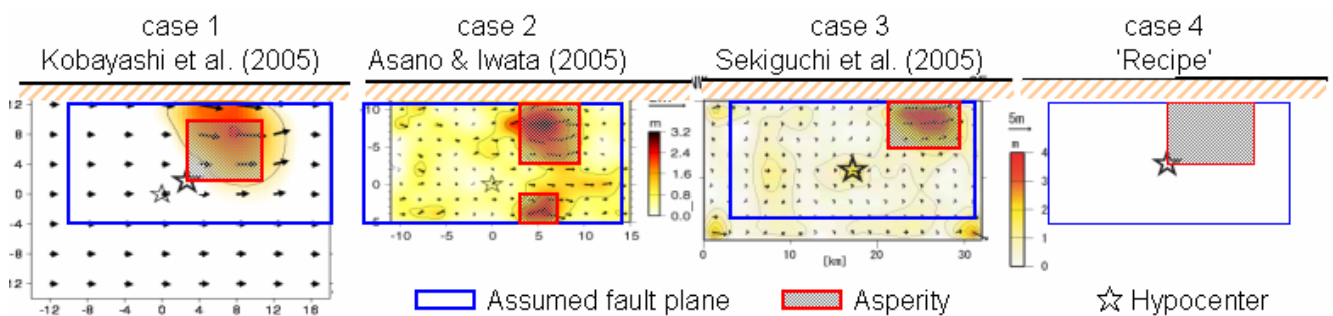 case 1
Kobayashi et al. (2005)
case 2
Asano & Iwata (2005)
case 3
Sekiguchi et al. (2005)
case 4
'Recipe'
12
8
4
0
-4
-8
12
-12 -8 -4 0 4 8 12 16
0
5
-10 -5 0 5 10 15
m
3.2
2.4
1.6
0.8
0.0
0 10 20 30
[km]
5m
m
4
3
2
1
0
Assumed fault plane
Asperity
Hypocenter